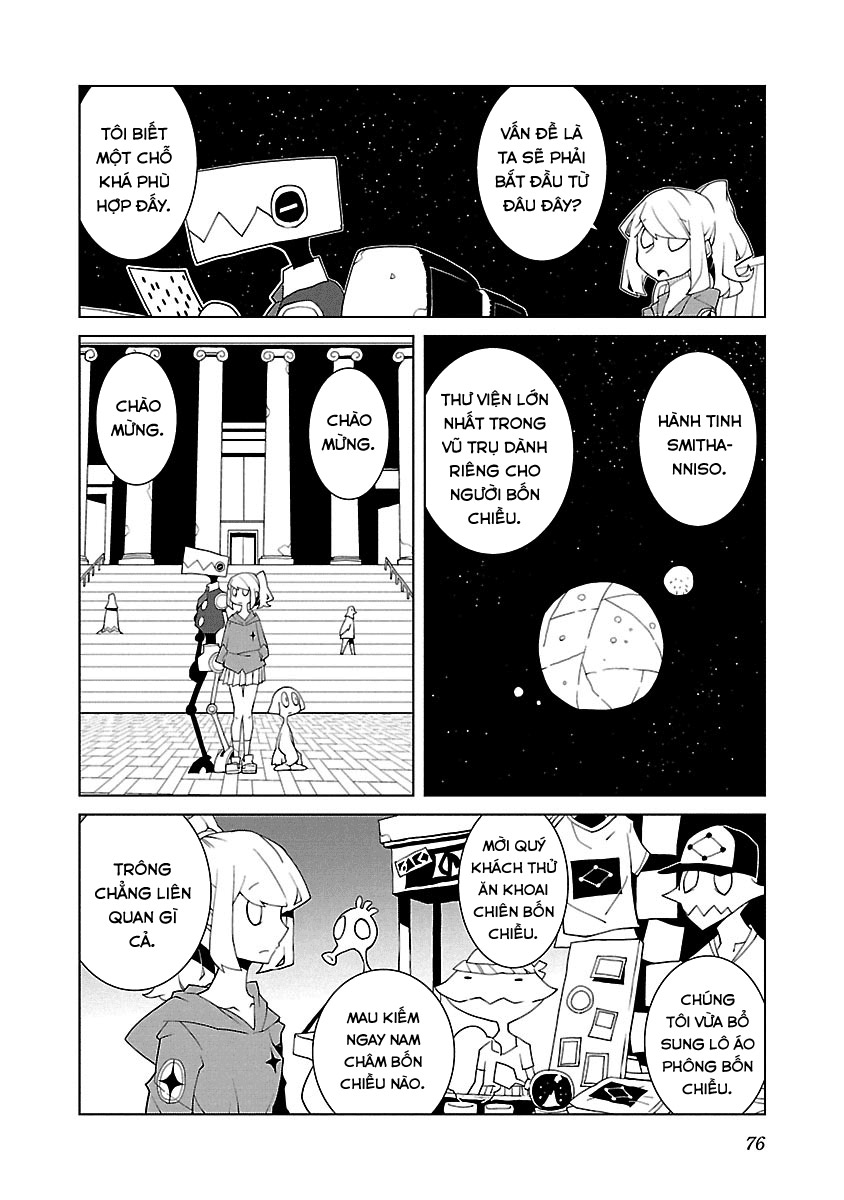 VẤN ĐỀ LÀ
TA SẼ PHẢI
BẮT ĐẦU TỪ
ĐÂU ĐÂY?
TÔI BIẾT
MỘT CHỖ
KHÁ PHÙ
HỢP ĐẤY.
HÀNH TINH
SMITHA-
NNISO.
THƯ VIỆN LỚN
NHẤT TRONG
VŨ TRỤ DÀNH
RIÊNG CHO
NGƯỜI BỐN
CHIỀU.
CHÀO
MỪNG.
CHÀO
MỪNG.
MỜI QUÝ
KHÁCH THỬ
ĂN KHOAI
CHIÊN BỐN
CHIỀU.
CHÚNG
TÔI VỪA BỔ
SUNG LÔ ÁO
PHÔNG BỐN
CHIỀU.
MAU KIẾM
NGAY NAM
CHÂM BỐN
CHIỀU NÀO.
TRÔNG
CHẲNG LIÊN
QUAN GÌ
CẢ.
76